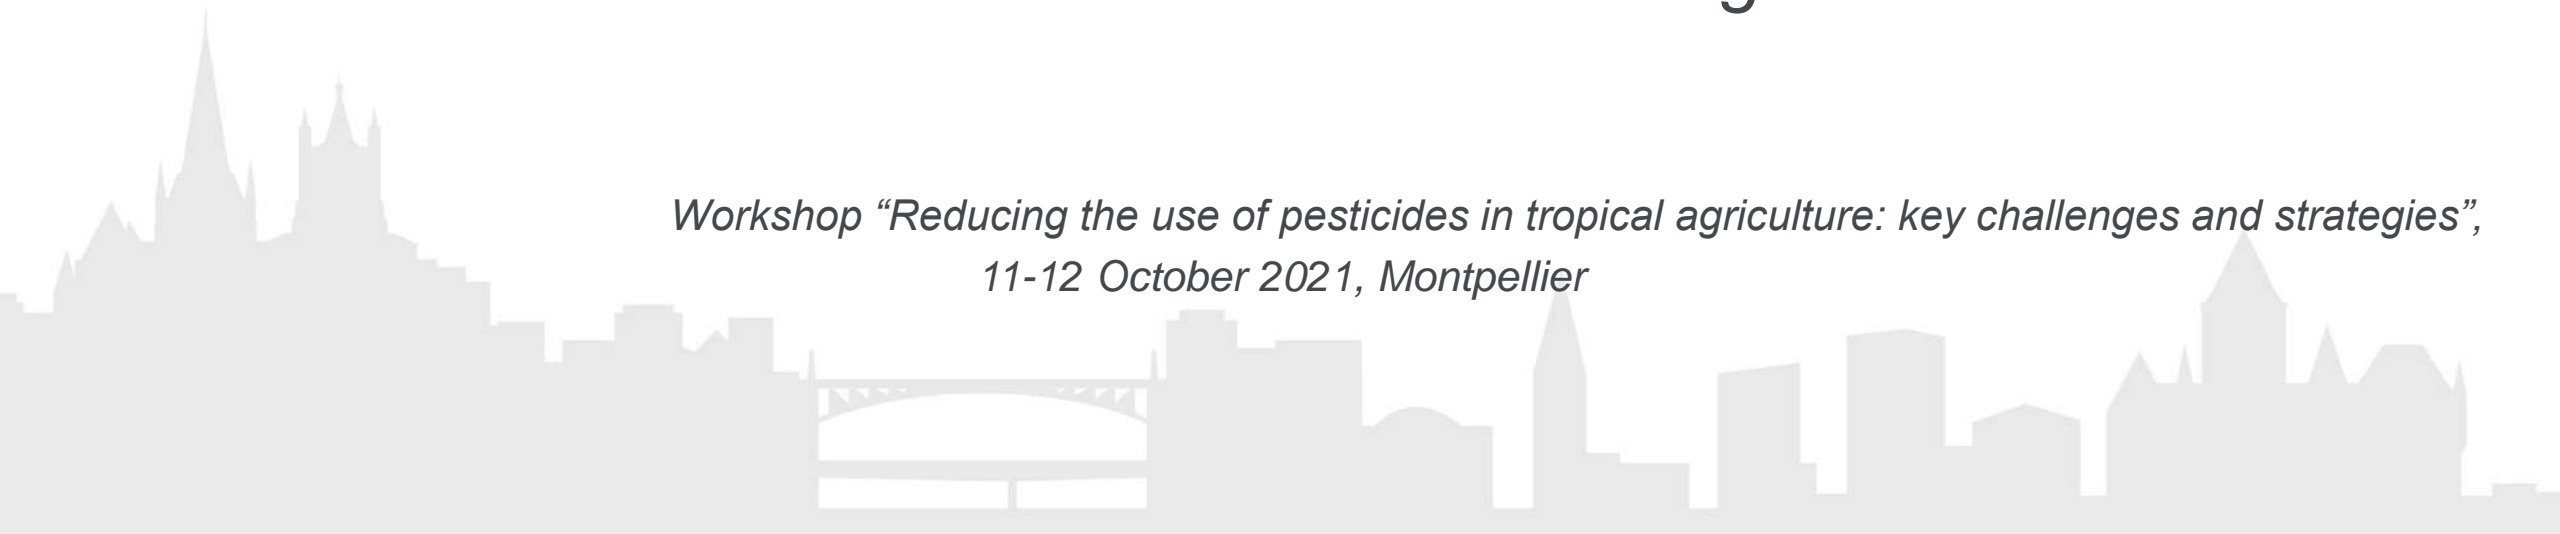 Workshop “Reducing the use of pesticides in tropical agriculture: key challenges and strategies”,
11-12 October 2021, Montpellier